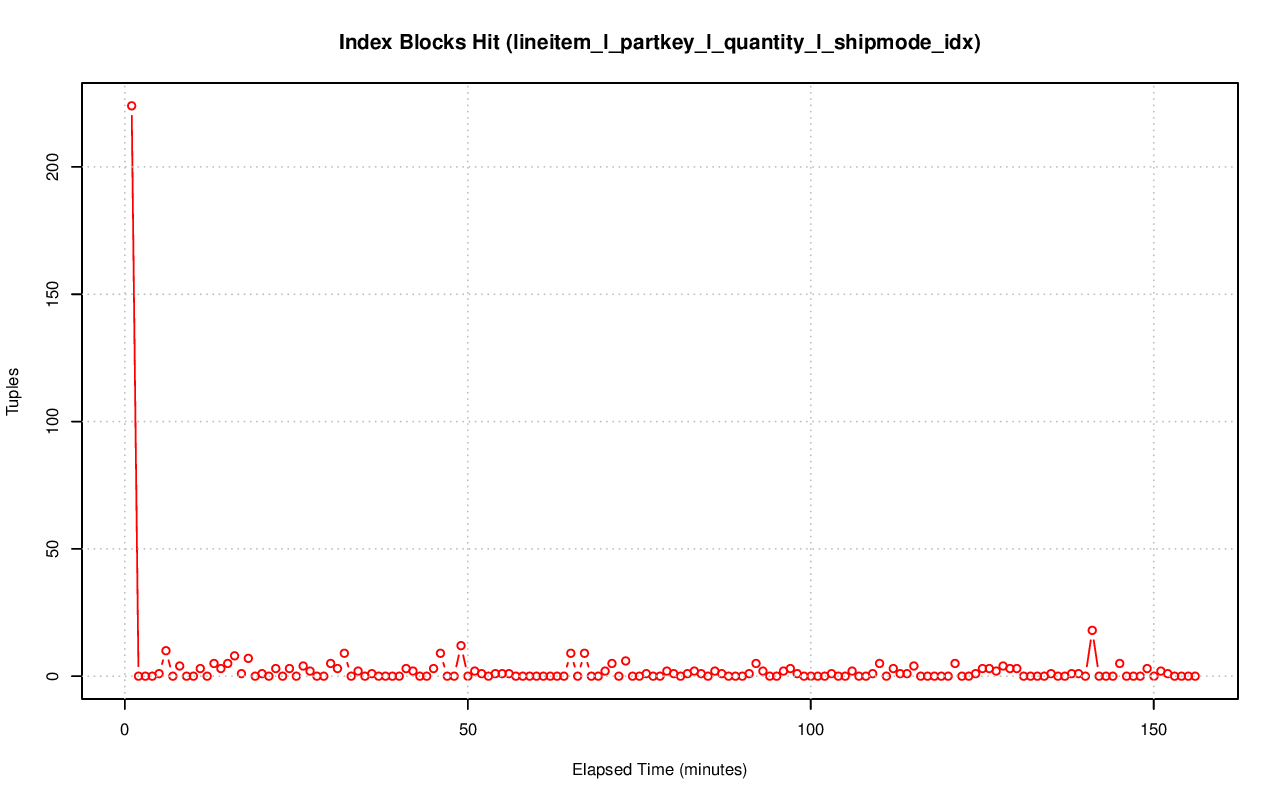 Index Blocks Hit (lineitem_l_partkey_l_quantity_l_shipmode_idx)
Tuples
200
150
100
50
0
0 50 100 150
Elapsed Time (minutes)